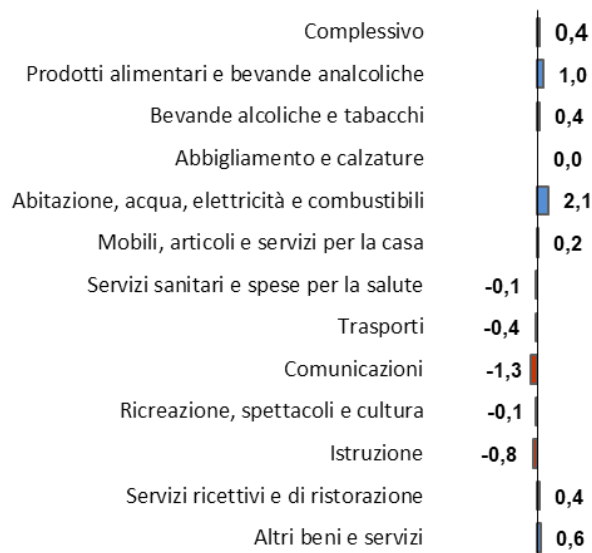 Complessivo 0,4
Prodotti alimentari e bevande analcoliche 1,0
Bevande alcoliche e tabacchi 0,4
Abbigliamento e calzature 0,0
Abitazione, acqua, elettricità e combustibili 2,1
Mobili, articoli e servizi per la casa 0,2
Servizi sanitari e spese per la salute -0,1
Trasporti -0,4
Comunicazioni -1,3
Ricreazione, spettacoli e cultura -0,1
Istruzione -0,8
Servizi ricettivi e di ristorazione 0,4
Altri beni e servizi 0,6